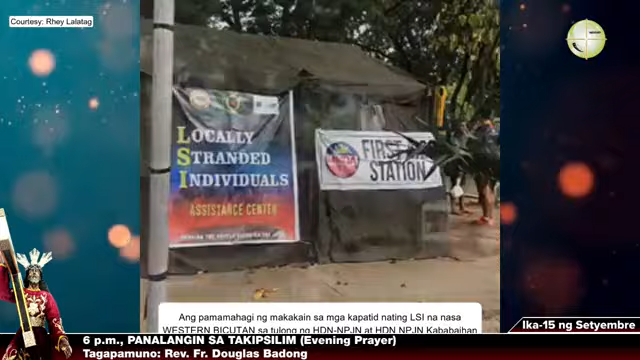 Courtesy: Rhey Lalatag
LOCALLY
STRANDED
INDIVIDUALS
ASSISTANCE CENTER
FIRST AID
STATION
Ang pamamahagi ng makakain sa mga kapatid nating LSI na nasa
WESTERN BICUTAN sa tulong ng HDN-NPJN at HDN NPJN Kababaihan
Ika-15 ng Setyembre
6 p.m., PANALANGIN SA TAKIPSILIM (Evening Prayer)
Tagapamuno: Rev. Fr. Douglas Badong